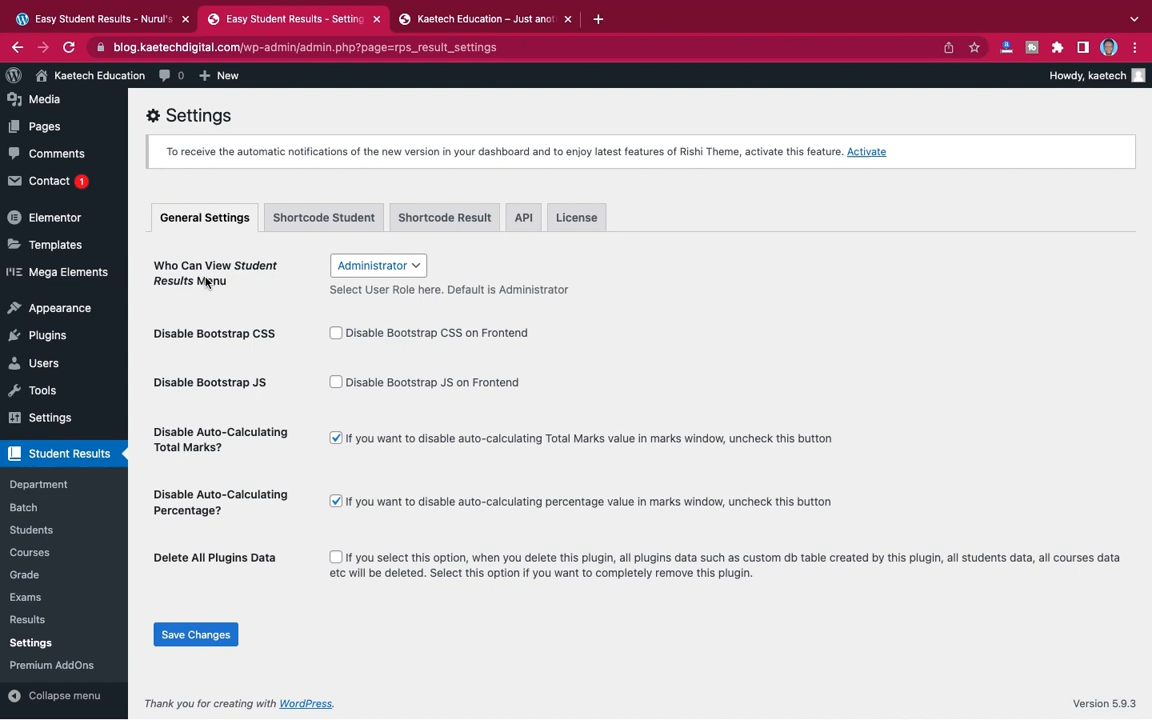 Easy Student Results - Nurul's
Easy Student Results - Setting
Kaetech Education – Just anot
blog.kaetechdigital.com/wp-admin/admin.php?page=rps_result_settings
Kaetech Education
0
New
Howdy, kaetech
Media
Pages
Comments
Contact 1
Elementor
Templates
Mega Elements
Appearance
Plugins
Users
Tools
Settings
Student Results
Department
Batch
Students
Courses
Grade
Exams
Results
Settings
Premium AddOns
Collapse menu
Settings
To receive the automatic notifications of the new version in your dashboard and to enjoy latest features of Rishi Theme, activate this feature. Activate
General Settings
Shortcode Student
Shortcode Result
API
License
Who Can View Student
Results Menu
Administrator
Select User Role here. Default is Administrator
Disable Bootstrap CSS
Disable Bootstrap CSS on Frontend
Disable Bootstrap JS
Disable Bootstrap JS on Frontend
Disable Auto-Calculating
Total Marks?
If you want to disable auto-calculating Total Marks value in marks window, uncheck this button
Disable Auto-Calculating
Percentage?
If you want to disable auto-calculating percentage value in marks window, uncheck this button
Delete All Plugins Data
If you select this option, when you delete this plugin, all plugins data such as custom db table created by this plugin, all students data, all courses data
etc will be deleted. Select this option if you want to completely remove this plugin.
Save Changes
Thank you for creating with WordPress.
Version 5.9.3